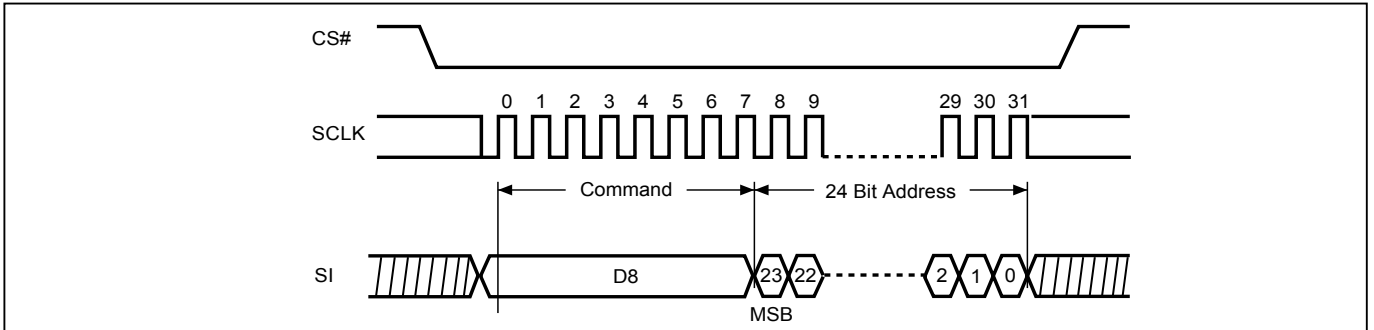 CS#
0 1 2 3 4 5 6 7 8 9 29 30 31
SCLK
Command 24 Bit Address
SI D8 23 22 2 1 0
MSB